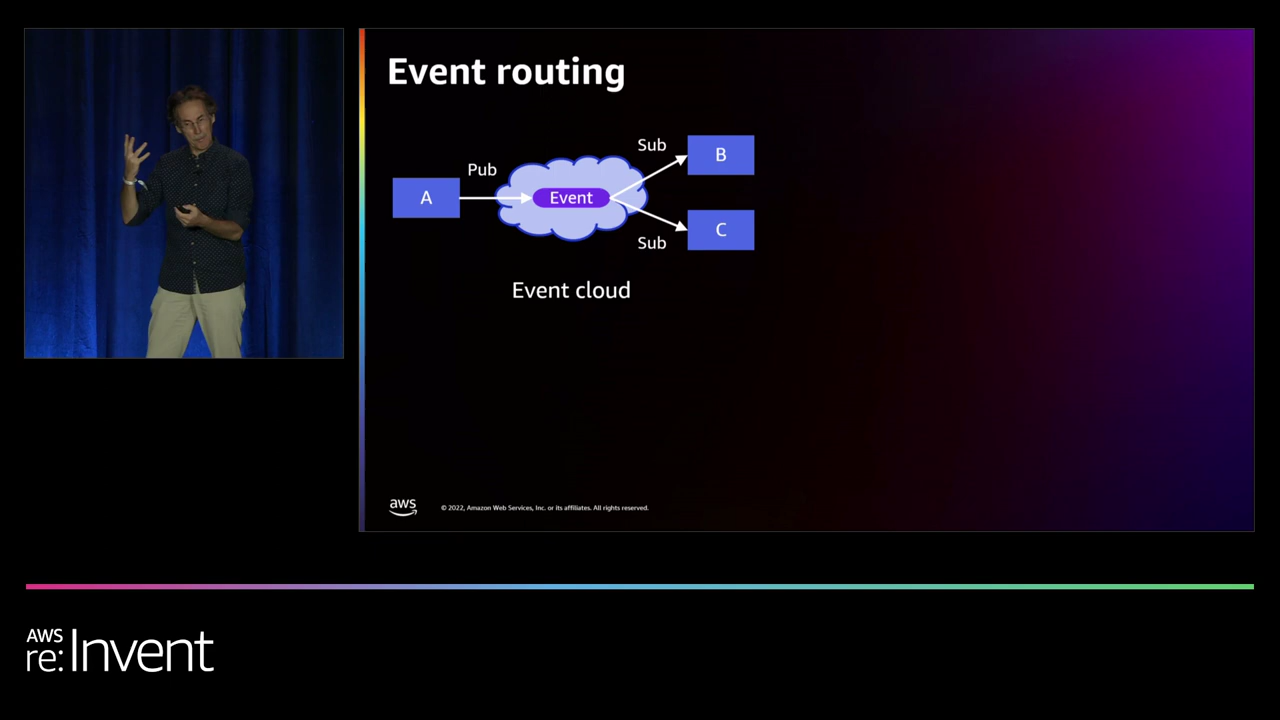 Event routing
Pub
Sub
A
Event
B
C
Sub
Event cloud
aws
© 2022, Amazon Web Services, Inc. or its affiliates. All rights reserved.
AWS
re:Invent